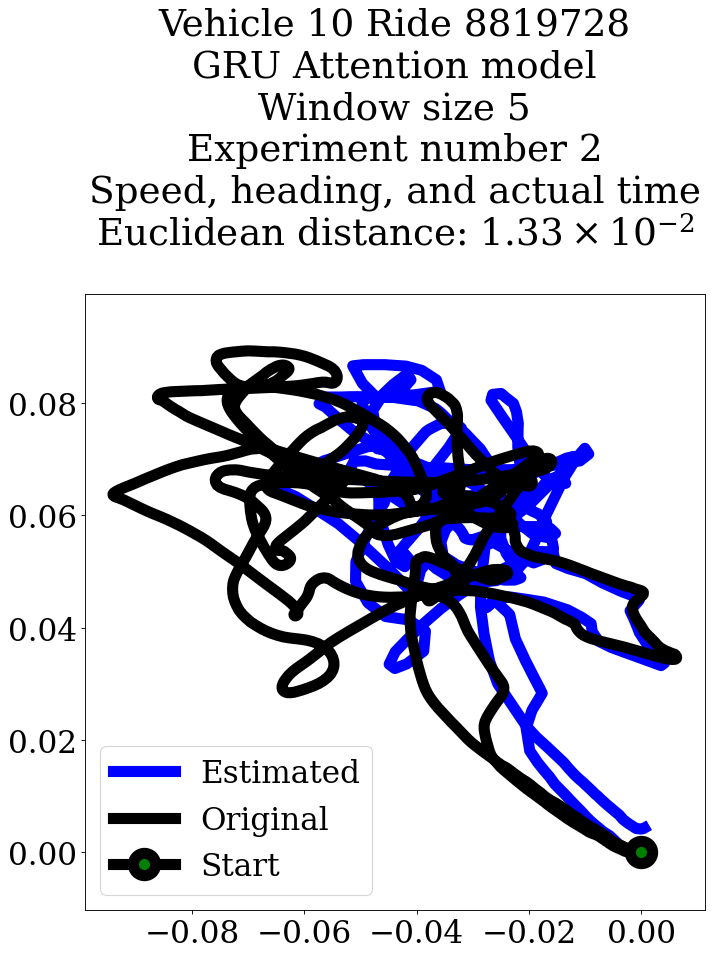 Vehicle 10 Ride 8819728
GRU Attention model
Window size 5
Experiment number 2
Speed, heading, and actual time
Euclidean distance: 1.33 × 10⁻²
0.08
0.06
0.04
0.02
0.00
Estimated
Original
Start
−0.08 −0.06 −0.04 −0.02 0.00